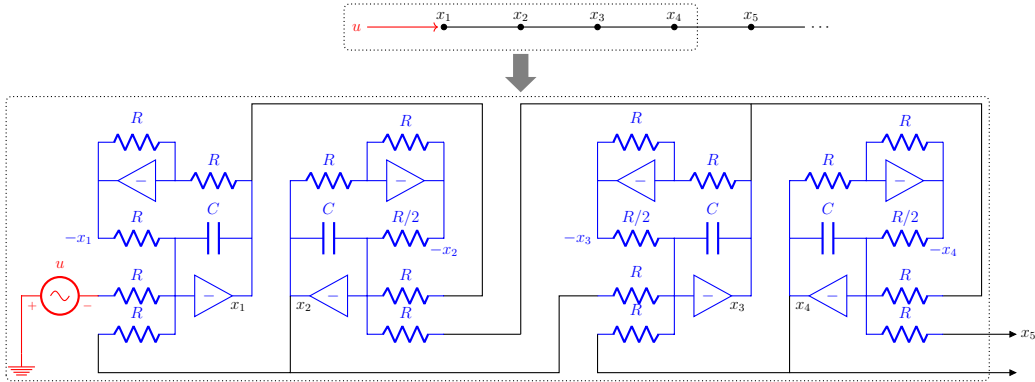 x₁ x₂ x₃ x₄ x₅
u ⋯
R R R R
R R R R
R C C R/2 R/2 C C R/2
−x₁ −x₂ −x₃ −x₄
u
R R R R
+ − − x₁ x₂ − − x₃ x₄ −
R R R R
x₅